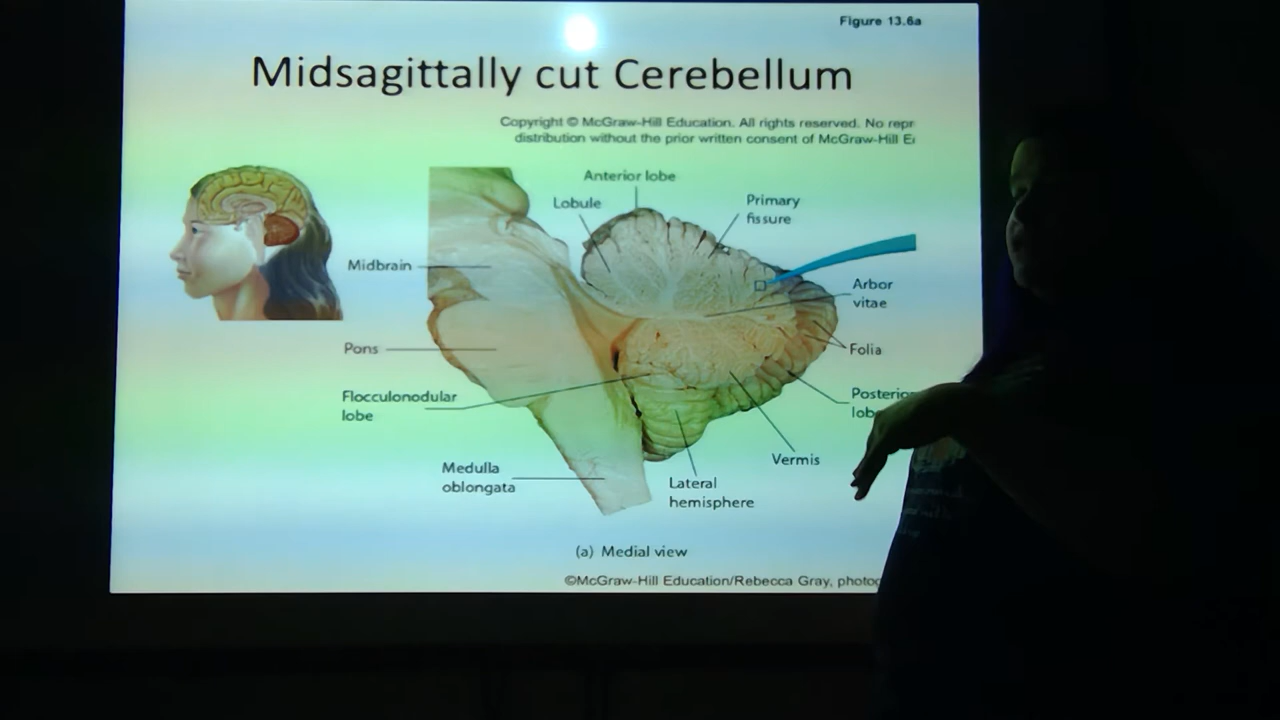 Figure 13.6a
Midsagittally cut Cerebellum
Copyright © McGraw-Hill Education. All rights reserved. No repr
distribution without the prior written consent of McGraw-Hill E
Anterior lobe
Lobule
Primary
fissure
Midbrain
Arbor
vitae
Pons
Folia
Flocculonodular
lobe
Posterior
lobe
Vermis
Medulla
oblongata
Lateral
hemisphere
(a) Medial view
©McGraw-Hill Education/Rebecca Gray, photo